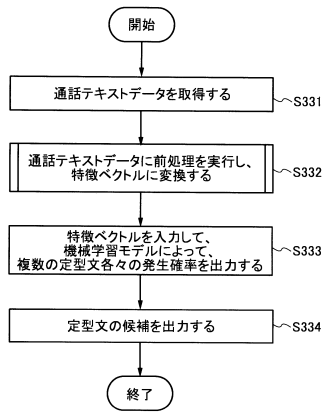 開始
通話テキストデータを取得する
S331
通話テキストデータに前処理を実行し、
特徴ベクトルに変換する
S332
特徴ベクトルを入力して、
機械学習モデルによって、
複数の定型文各々の発生確率を出力する
S333
定型文の候補を出力する
S334
終了